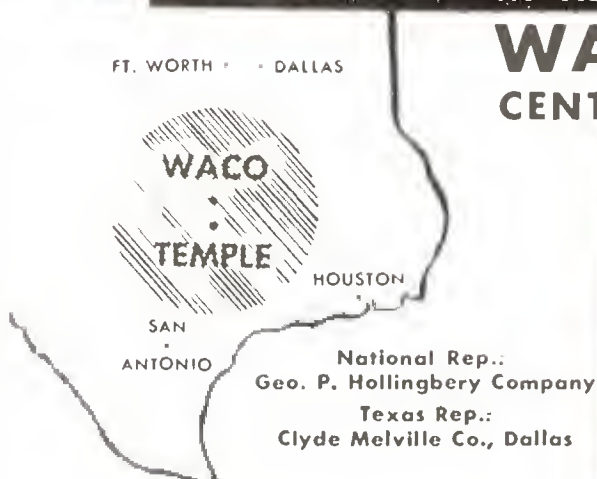 WA
CENT
FT. WORTH DALLAS
WACO
TEMPLE
HOUSTON
SAN
ANTONIO
National Rep.:
Geo. P. Hollingbery Company
Texas Rep.:
Clyde Melville Co., Dallas